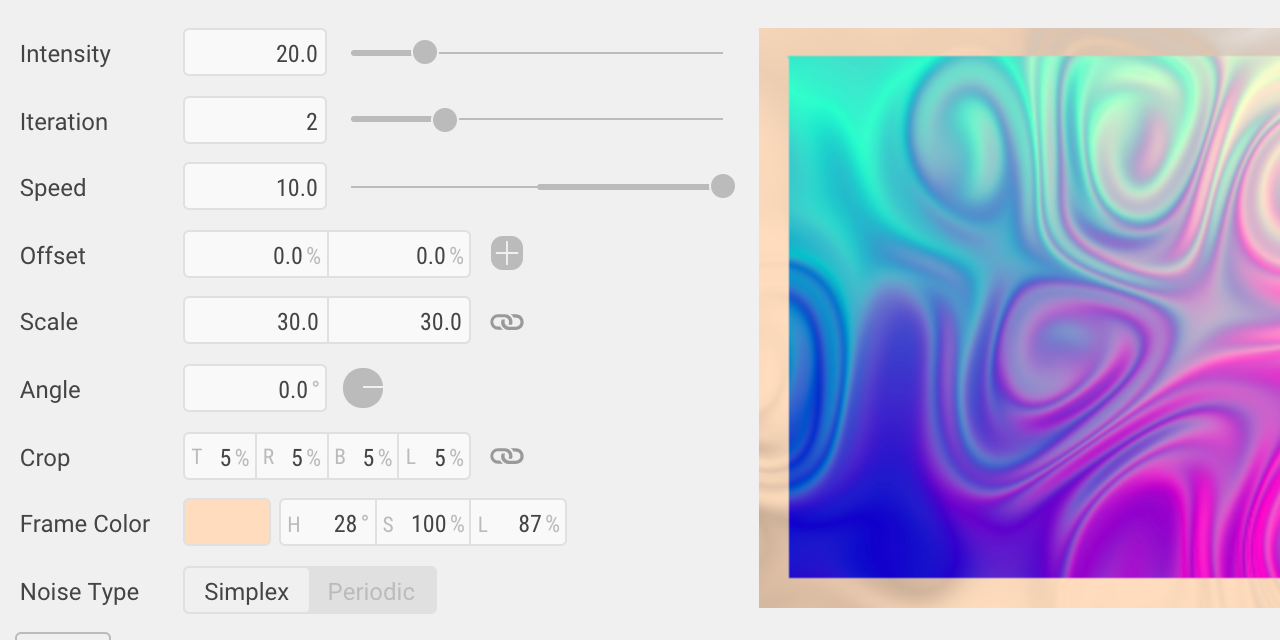 Intensity 20.0
Iteration 2
Speed 10.0
Offset 0.0 % 0.0 %
Scale 30.0 30.0
Angle 0.0 °
Crop T 5 % R 5 % B 5 % L 5 %
Frame Color H 28 ° S 100 % L 87 %
Noise Type Simplex Periodic